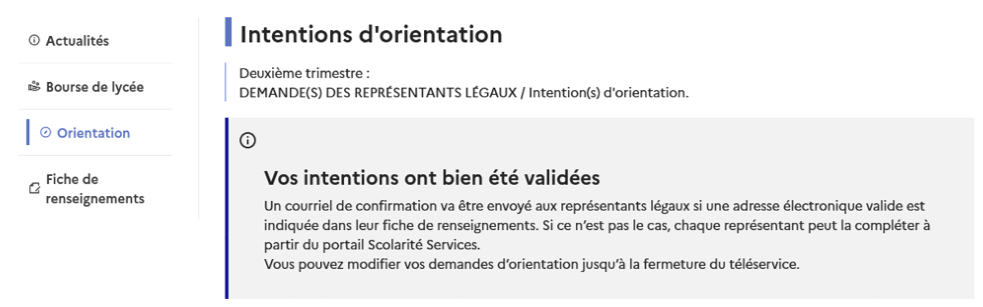 Actualités
Bourse de lycée
Orientation
Fiche de
renseignements
Intentions d'orientation
Deuxième trimestre :
DEMANDE(S) DES REPRÉSENTANTS LÉGAUX / Intention(s) d'orientation.
Vos intentions ont bien été validées
Un courriel de confirmation va être envoyé aux représentants légaux si une adresse électronique valide est
indiquée dans leur fiche de renseignements. Si ce n’est pas le cas, chaque représentant peut la compléter à
partir du portail Scolarité Services.
Vous pouvez modifier vos demandes d’orientation jusqu’à la fermeture du téléservice.